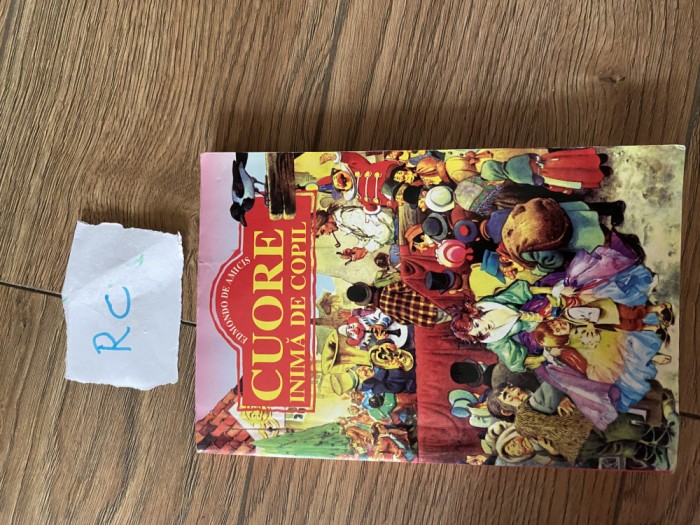 EDMONDO DE AMICIS
CUORE
INIMĂ DE COPIL
RC